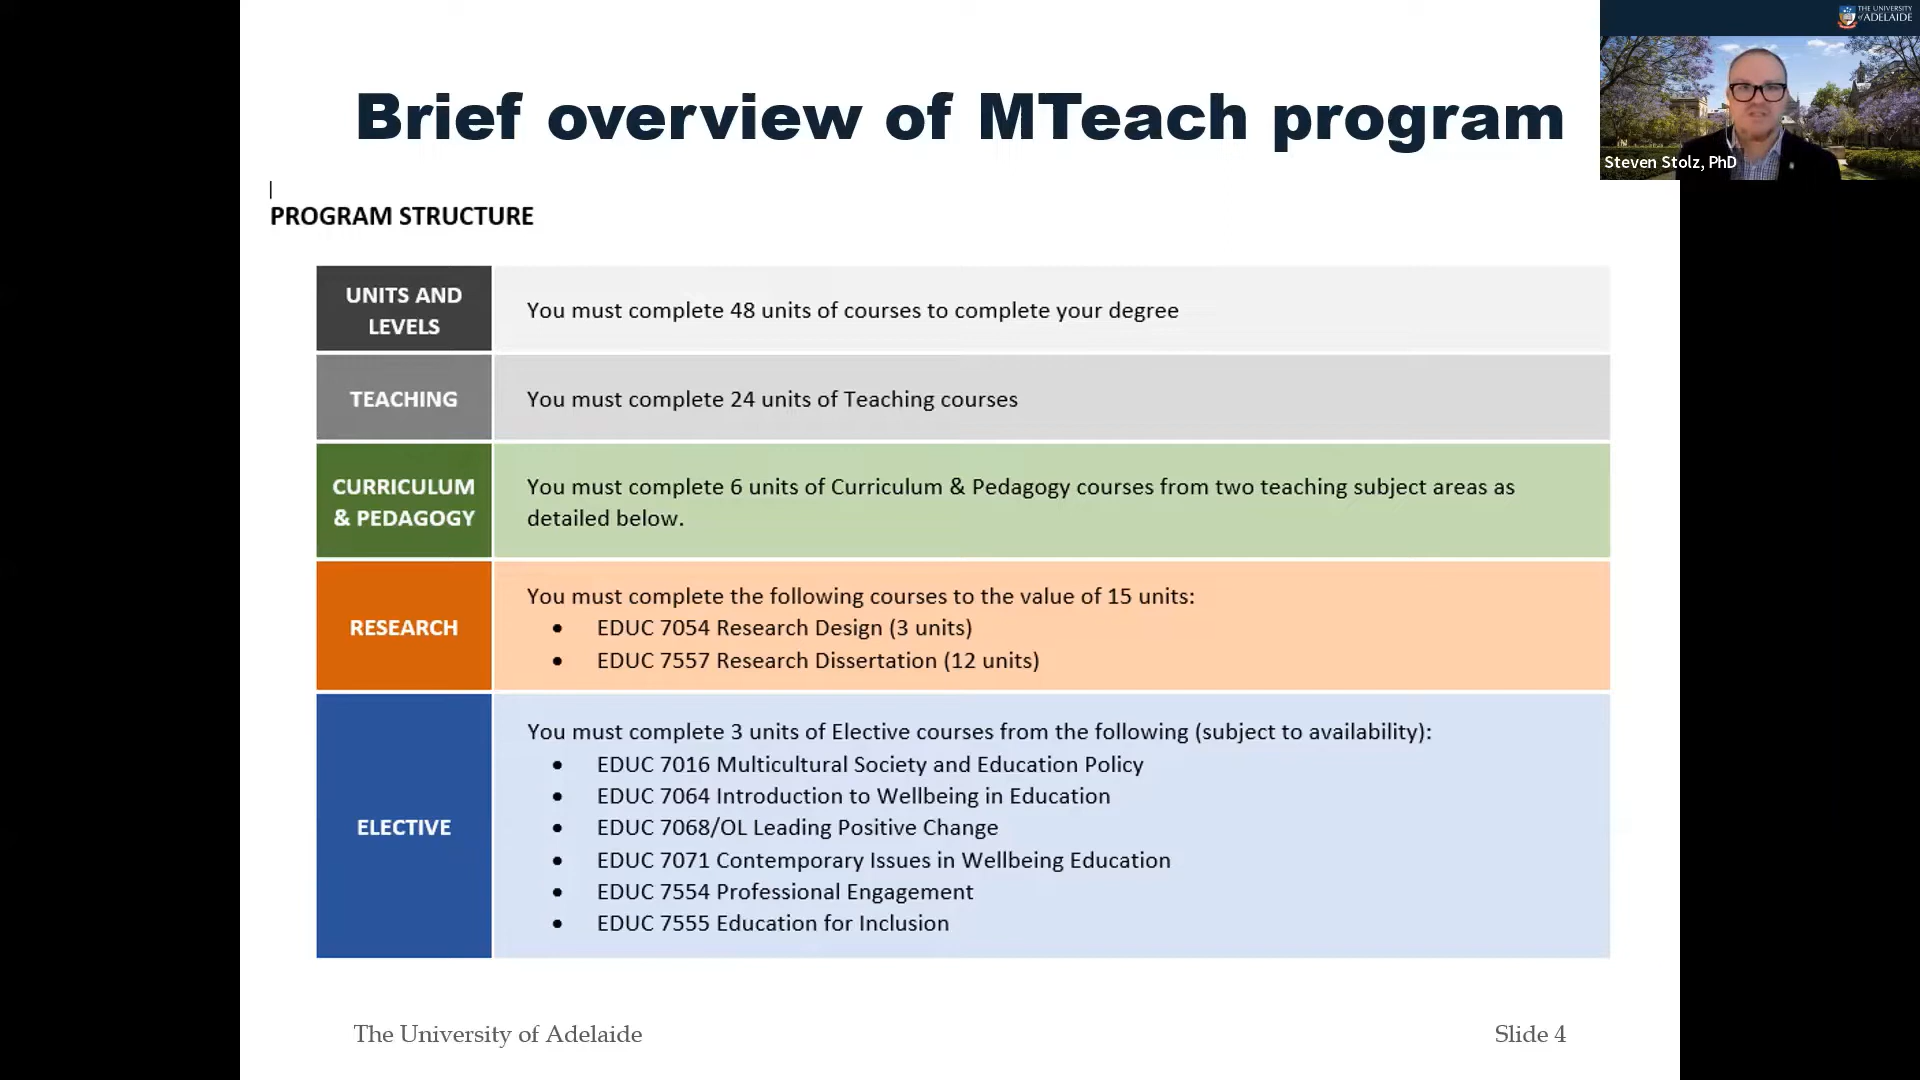 THE UNIVERSITY
of ADELAIDE
Brief overview of MTeach program
Steven Stolz, PhD
PROGRAM STRUCTURE
UNITS AND
LEVELS
You must complete 48 units of courses to complete your degree
TEACHING
You must complete 24 units of Teaching courses
CURRICULUM
& PEDAGOGY
You must complete 6 units of Curriculum & Pedagogy courses from two teaching subject areas as
detailed below.
RESEARCH
You must complete the following courses to the value of 15 units:
• EDUC 7054 Research Design (3 units)
• EDUC 7557 Research Dissertation (12 units)
ELECTIVE
You must complete 3 units of Elective courses from the following (subject to availability):
• EDUC 7016 Multicultural Society and Education Policy
• EDUC 7064 Introduction to Wellbeing in Education
• EDUC 7068/OL Leading Positive Change
• EDUC 7071 Contemporary Issues in Wellbeing Education
• EDUC 7554 Professional Engagement
• EDUC 7555 Education for Inclusion
The University of Adelaide
Slide 4